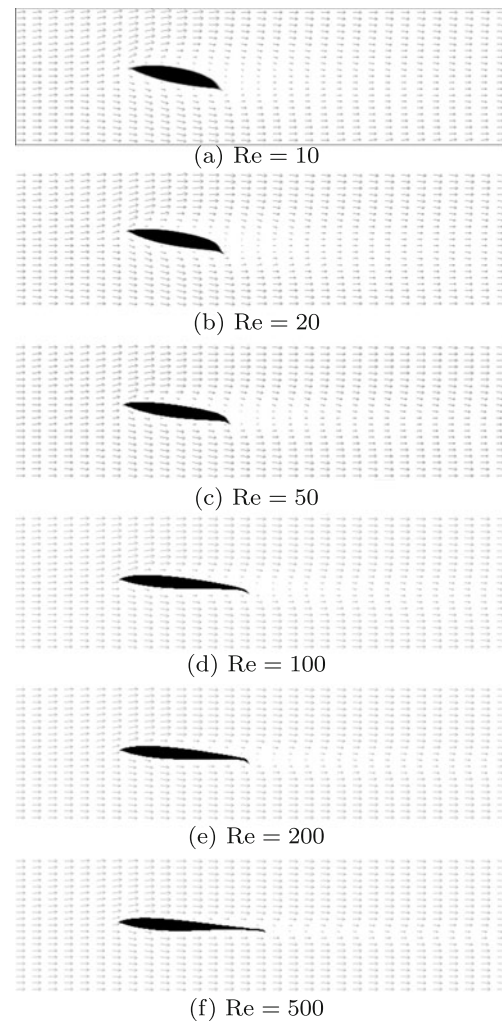 (a) Re = 10
(b) Re = 20
(c) Re = 50
(d) Re = 100
(e) Re = 200
(f) Re = 500